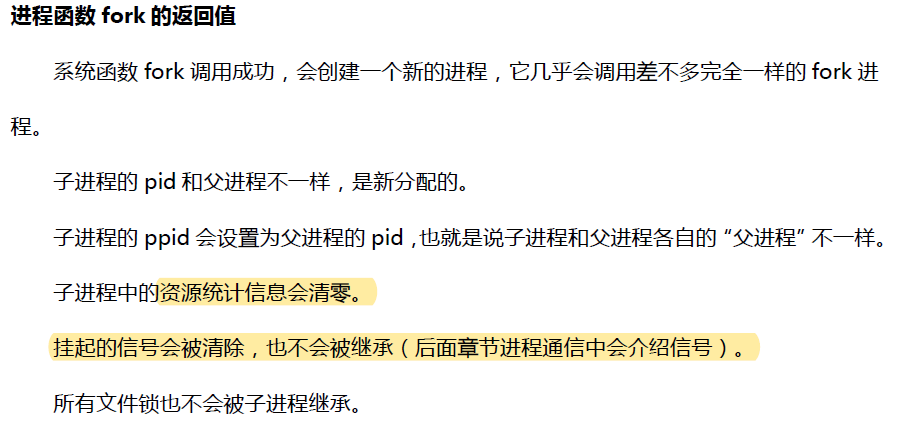 进程函数 fork 的返回值
系统函数 fork 调用成功，会创建一个新的进程，它几乎会调用差不多完全一样的 fork 进
程。
子进程的 pid 和父进程不一样，是新分配的。
子进程的 ppid 会设置为父进程的 pid，也就是说子进程和父进程各自的“父进程”不一样。
子进程中的资源统计信息会清零。
挂起的信号会被清除，也不会被继承（后面章节进程通信中会介绍信号）。
所有文件锁也不会被子进程继承。